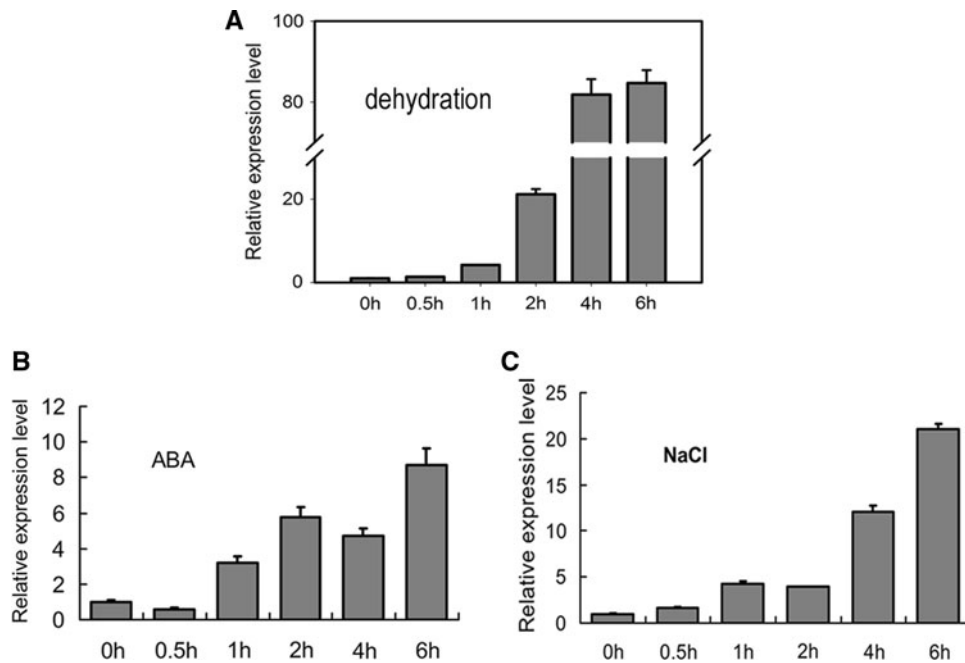 A
Relative expression level
100
80
20
0
dehydration
0h 0.5h 1h 2h 4h 6h
B
Relative expression level
12
10
8
6
4
2
0
ABA
0h 0.5h 1h 2h 4h 6h
C
Relative expression level
25
20
15
10
5
0
NaCl
0h 0.5h 1h 2h 4h 6h